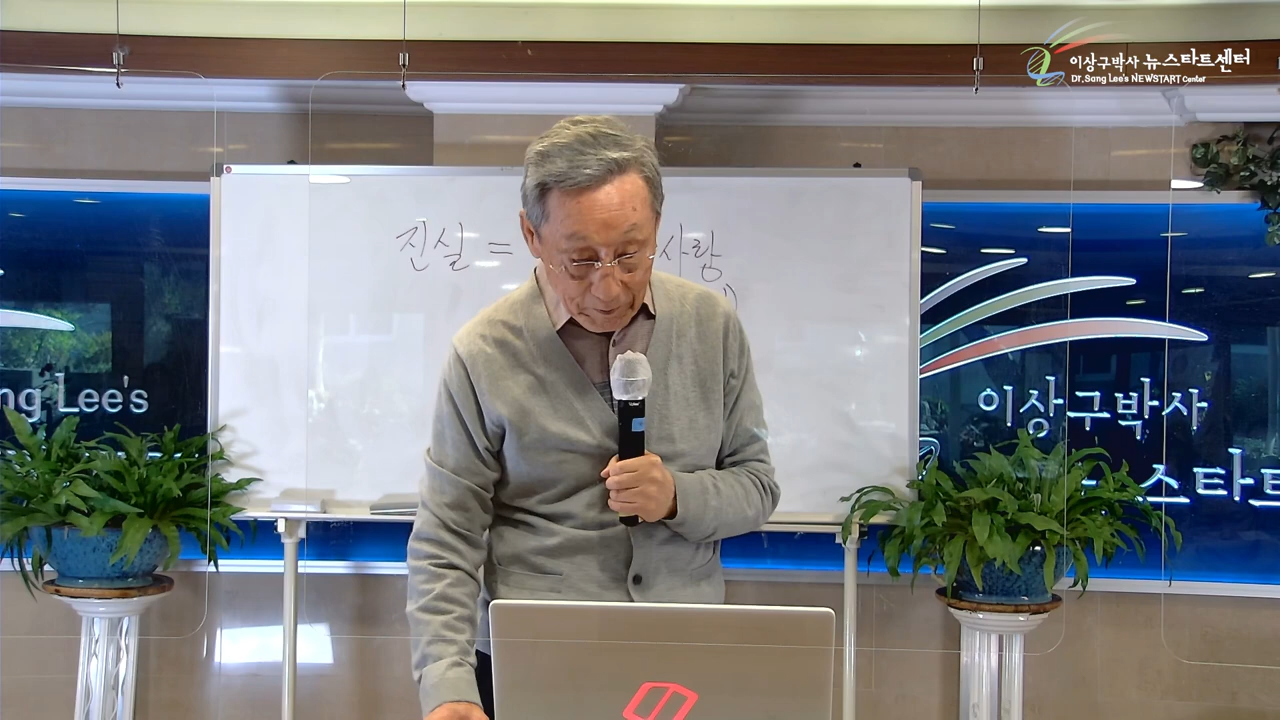 이상구박사 뉴스타트센터
Dr. Sang Lee's NEWSTART Center
진실 = 사랑
ng Lee's
이상구박사
스타트